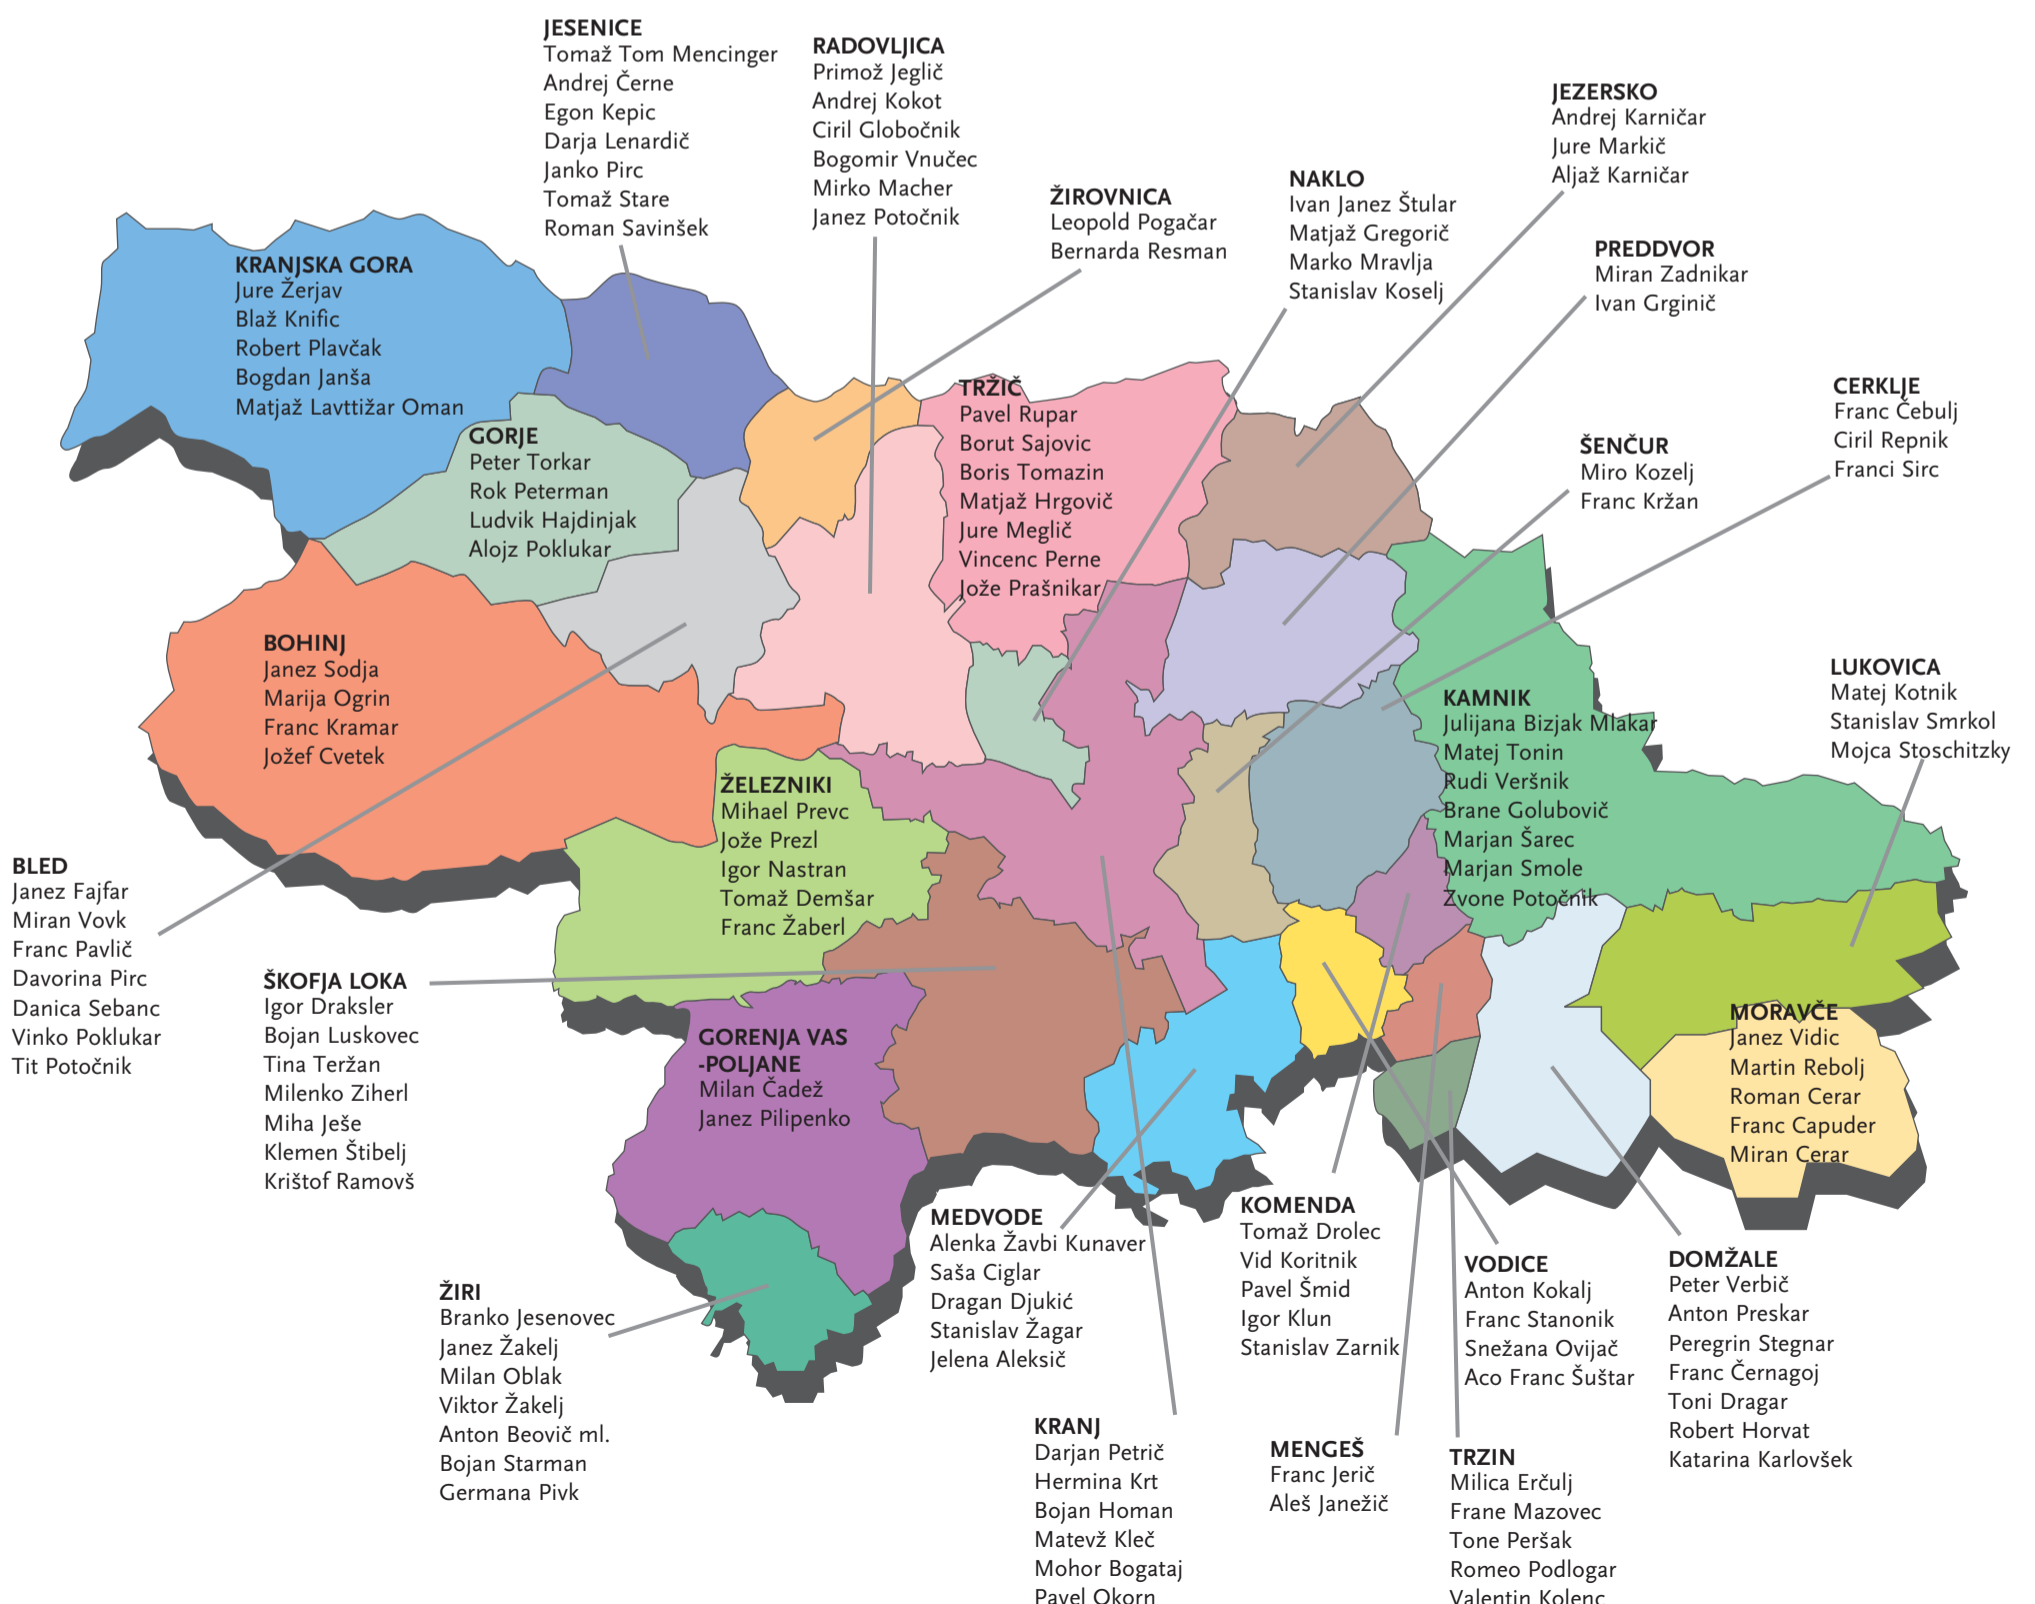 JESENICE
Tomaž Tom Mencinger
Andrej Černe
Egon Kepic
Darja Lenardič
Janko Pirc
Tomaž Stare
Roman Savinšek
RADOVLJICA
Primož Jeglič
Andrej Kokot
Ciril Globočnik
Bogomir Vnučec
Mirko Macher
Janez Potočnik
ŽIROVNICA
Leopold Pogačar
Bernarda Resman
NAKLO
Ivan Janez Štular
Matjaž Gregorič
Marko Mravlja
Stanislav Koselj
JEZERSKO
Andrej Karničar
Jure Markič
Aljaž Karničar
PREDDVOR
Miran Zadnikar
Ivan Grginič
CERKLJE
Franc Čebulj
Ciril Repnik
Franci Sirc
ŠENČUR
Miro Kozelj
Franc Kržan
KRANJSKA GORA
Jure Žerjav
Blaž Knific
Robert Plavčak
Bogdan Janša
Matjaž Lavttižar Oman
GORJE
Peter Torkar
Rok Peterman
Ludvik Hajdinjak
Alojz Poklukar
TRŽIČ
Pavel Rupar
Borut Sajovic
Boris Tomazin
Matjaž Hrgovič
Jure Meglič
Vincenc Perne
Jože Prašnikar
BOHINJ
Janez Sodja
Marija Ogrin
Franc Kramar
Jožef Cvetek
KAMNIK
Julijana Bizjak Mlakar
Matej Tonin
Rudi Veršnik
Brane Golubovič
Marjan Šarec
Marjan Smole
Zvone Potočnik
LUKOVICA
Matej Kotnik
Stanislav Smrkol
Mojca Stoschitzky
ŽELEZNIKI
Mihael Prevc
Jože Prezl
Igor Nastran
Tomaž Demšar
Franc Žaberl
BLED
Janez Fajfar
Miran Vovk
Franc Pavlič
Davorina Pirc
Danica Sebanc
Vinko Poklukar
Tit Potočnik
ŠKOFJA LOKA
Igor Draksler
Bojan Luskovec
Tina Teržan
Milenko Ziherl
Miha Ješe
Klemen Štibelj
Krištof Ramovš
GORENJA VAS
-POLJANE
Milan Čadež
Janez Pilipenko
MORAVČE
Janez Vidic
Martin Rebolj
Roman Cerar
Franc Capuder
Miran Cerar
ŽIRI
Branko Jesenovec
Janez Žakelj
Milan Oblak
Viktor Žakelj
Anton Beovič ml.
Bojan Starman
Germana Pivk
MEDVODE
Alenka Žavbi Kunaver
Saša Ciglar
Dragan Djukić
Stanislav Žagar
Jelena Aleksič
KOMENDA
Tomaž Drolec
Vid Koritnik
Pavel Šmid
Igor Klun
Stanislav Zarnik
VODICE
Anton Kokalj
Franc Stanonik
Snežana Ovijač
Aco Franc Šuštar
DOMŽALE
Peter Verbič
Anton Preskar
Peregrin Stegnar
Franc Černagoj
Toni Dragar
Robert Horvat
Katarina Karlovšek
KRANJ
Darjan Petrič
Hermina Krt
Bojan Homan
Matevž Kleč
Mohor Bogataj
Pavel Okorn
MENGEŠ
Franc Jerič
Aleš Janežič
TRZIN
Milica Erčulj
Frane Mazovec
Tone Peršak
Romeo Podlogar
Valentin Kolenc